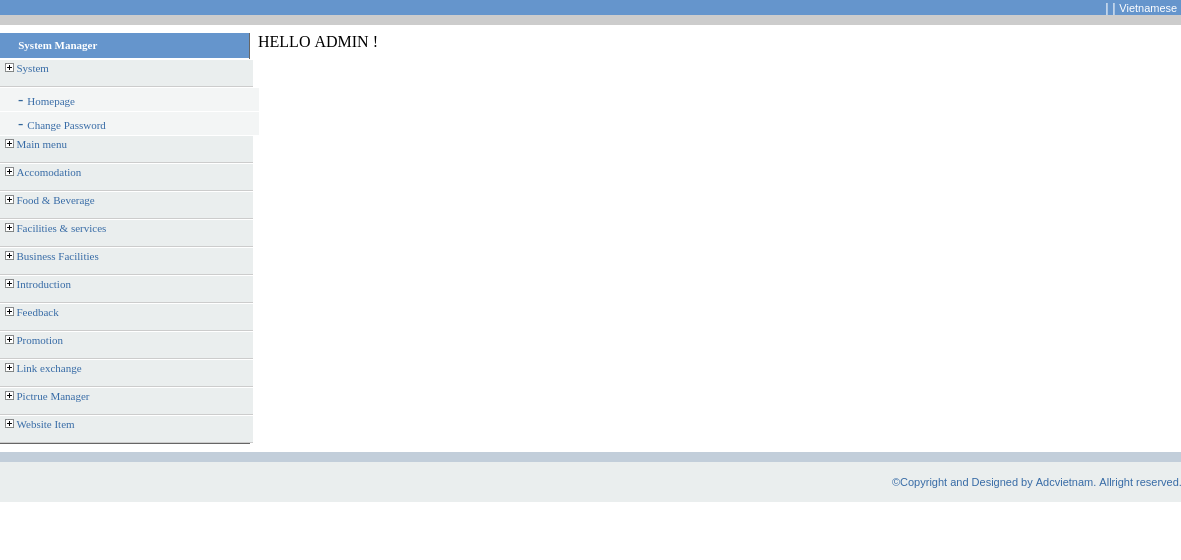 | | Vietnamese
System Manager
HELLO ADMIN !
System
- Homepage
- Change Password
Main menu
Accomodation
Food & Beverage
Facilities & services
Business Facilities
Introduction
Feedback
Promotion
Link exchange
Pictrue Manager
Website Item
©Copyright and Designed by Adcvietnam. Allright reserved.